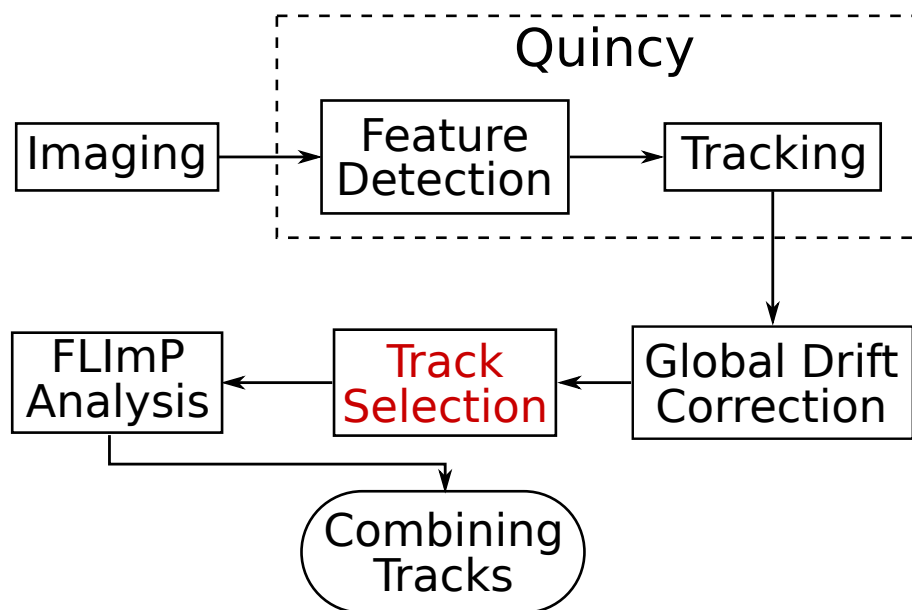 Quincy
Imaging
Feature
Detection
Tracking
Global Drift
Correction
Track
Selection
FLImP
Analysis
Combining
Tracks